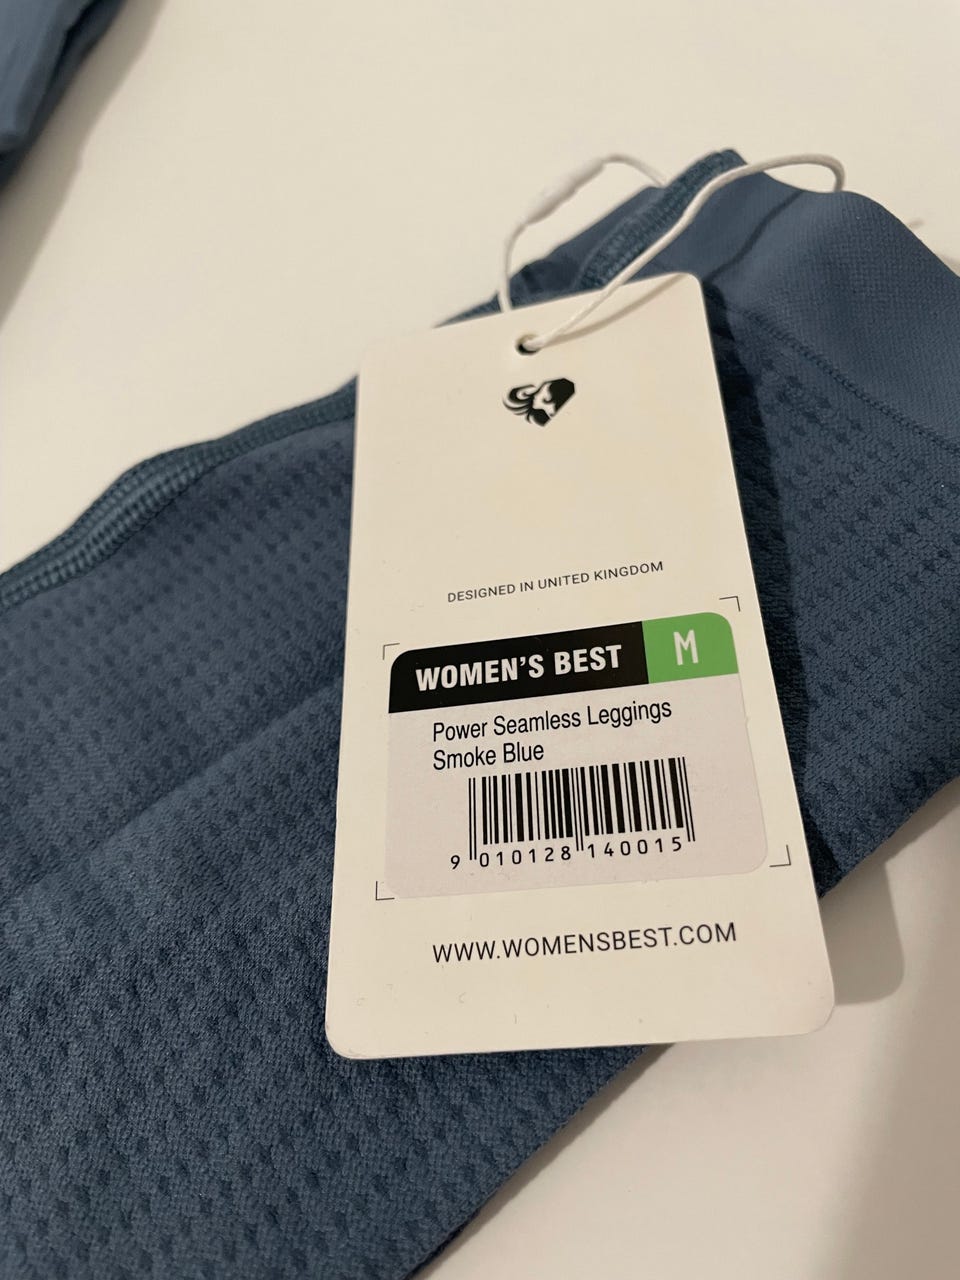 DESIGNED IN UNITED KINGDOM
WOMEN'S BEST M
Power Seamless Leggings
Smoke Blue
9 010128 140015
WWW.WOMENSBEST.COM